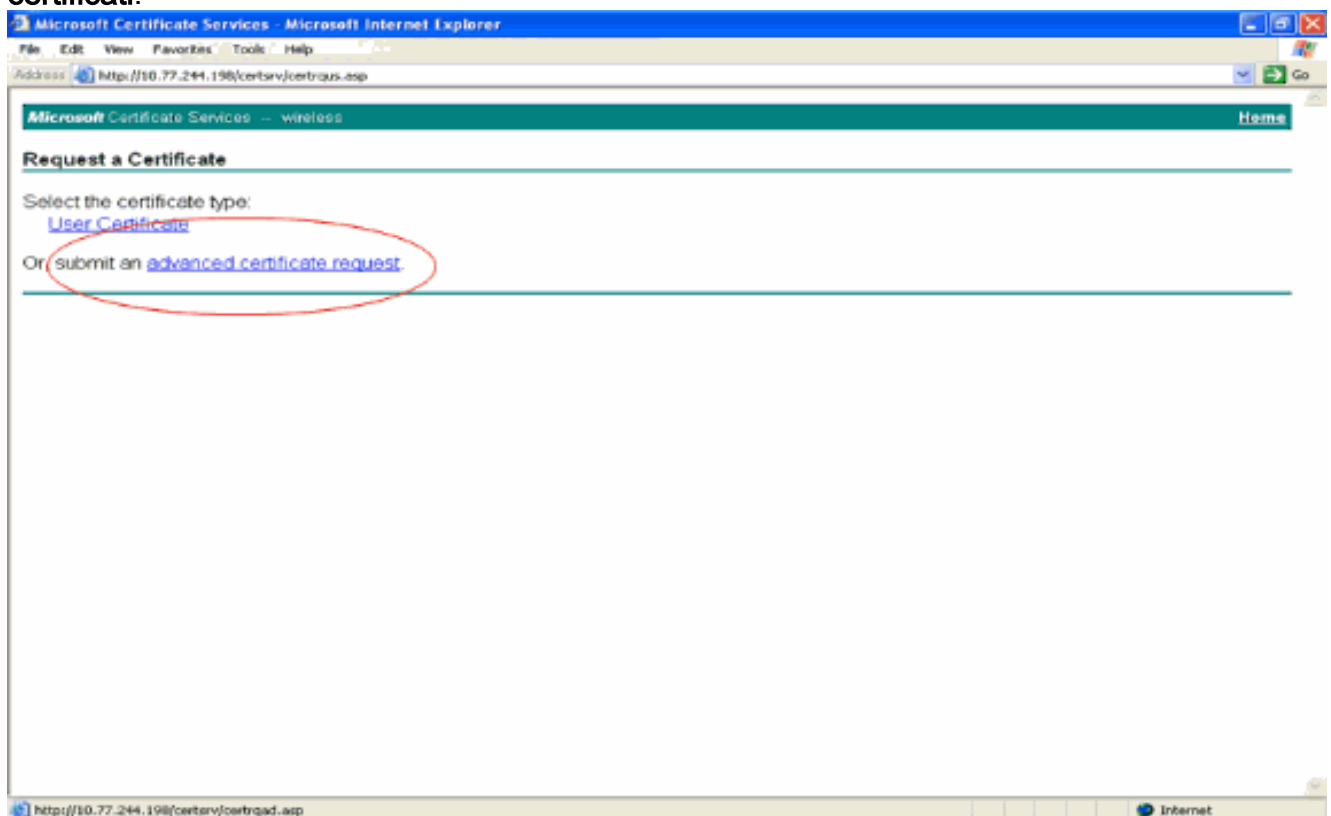 certificati.
Microsoft Certificate Services - Microsoft Internet Explorer
File Edit View Favorites Tools Help
Address http://10.77.244.198/certsrv/certrqus.asp Go
Microsoft Certificate Services -- wireless Home
Request a Certificate
Select the certificate type:
User Certificate
Or, submit an advanced certificate request.
http://10.77.244.198/certsrv/certrqad.asp Internet